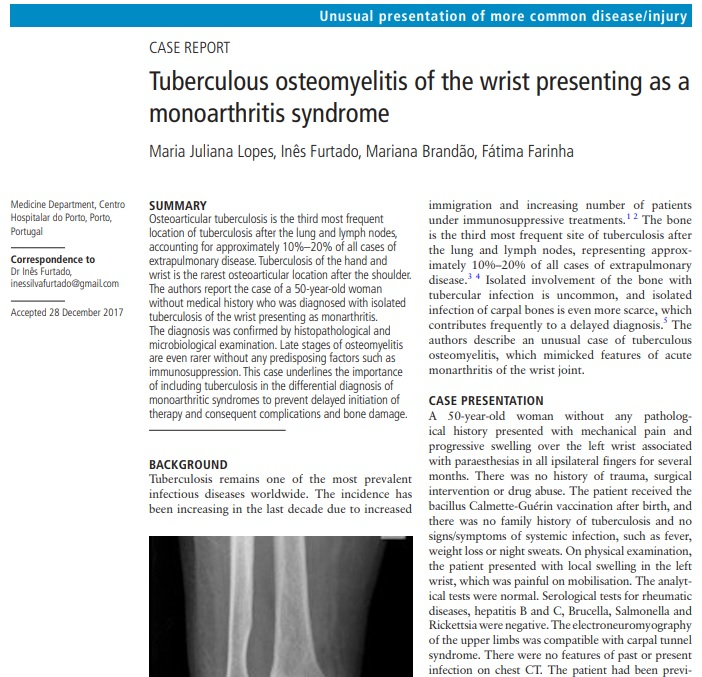 Unusual presentation of more common disease/injury
CASE REPORT
Tuberculous osteomyelitis of the wrist presenting as a
monoarthritis syndrome
Maria Juliana Lopes, Inês Furtado, Mariana Brandão, Fátima Farinha
Medicine Department, Centro
Hospitalar do Porto, Porto,
Portugal
Correspondence to
Dr Inês Furtado,
inessilvafurtado@gmail.com
Accepted 28 December 2017
SUMMARY
Osteoarticular tuberculosis is the third most frequent
location of tuberculosis after the lung and lymph nodes,
accounting for approximately 10%–20% of all cases of
extrapulmonary disease. Tuberculosis of the hand and
wrist is the rarest osteoarticular location after the shoulder.
The authors report the case of a 50-year-old woman
without medical history who was diagnosed with isolated
tuberculosis of the wrist presenting as monarthritis.
The diagnosis was confirmed by histopathological and
microbiological examination. Late stages of osteomyelitis
are even rarer without any predisposing factors such as
immunosuppression. This case underlines the importance
of including tuberculosis in the differential diagnosis of
monoarthritic syndromes to prevent delayed initiation of
therapy and consequent complications and bone damage.
BACKGROUND
Tuberculosis remains one of the most prevalent
infectious diseases worldwide. The incidence has
been increasing in the last decade due to increased
immigration and increasing number of patients
under immunosuppressive treatments.1 2 The bone
is the third most frequent site of tuberculosis after
the lung and lymph nodes, representing approx-
imately 10%–20% of all cases of extrapulmonary
disease.3 4 Isolated involvement of the bone with
tubercular infection is uncommon, and isolated
infection of carpal bones is even more scarce, which
contributes frequently to a delayed diagnosis.5 The
authors describe an unusual case of tuberculous
osteomyelitis, which mimicked features of acute
monarthritis of the wrist joint.
CASE PRESENTATION
A 50-year-old woman without any patholog-
ical history presented with mechanical pain and
progressive swelling over the left wrist associated
with paraesthesias in all ipsilateral fingers for several
months. There was no history of trauma, surgical
intervention or drug abuse. The patient received the
bacillus Calmette-Guérin vaccination after birth, and
there was no family history of tuberculosis and no
signs/symptoms of systemic infection, such as fever,
weight loss or night sweats. On physical examination,
the patient presented with local swelling in the left
wrist, which was painful on mobilisation. The analyt-
ical tests were normal. Serological tests for rheumatic
diseases, hepatitis B and C, Brucella, Salmonella and
Rickettsia were negative. The electroneuromyography
of the upper limbs was compatible with carpal tunnel
syndrome. There were no features of past or present
infection on chest CT. The patient had been previ-